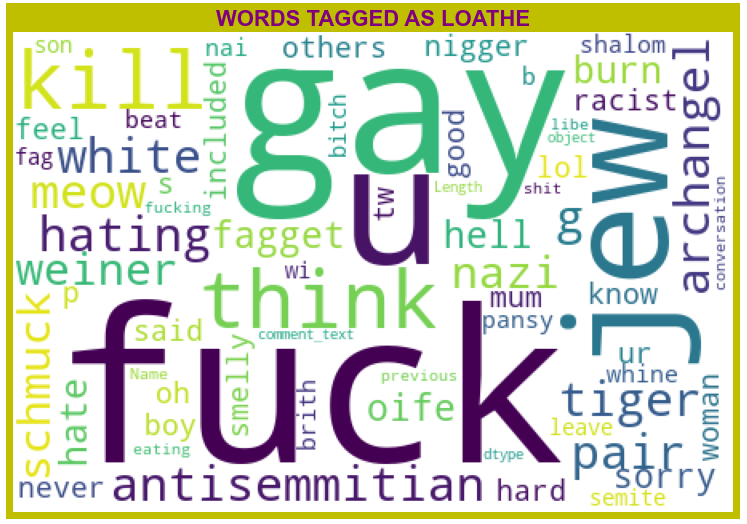 WORDS TAGGED AS LOATHE
son
nai
others
nigger
shalom
kill
gay
b
burn
racist
archangel
feel
beat
included
bitch
good
libe
object
fag
white
lol
jew
meow
s
fucking
u
tw
Length
shit
conversation
hating
fagget
hell
g
weiner
think
wi
nazi
mum
know
p
schmuck
said
smelly
comment_text
pansy
ur
fuck
Name
previous
whine
hate
oh
boy
brith
oife
tiger
woman
eating
leave
dtype
pair
never
antisemmitian
hard
sorry
semite